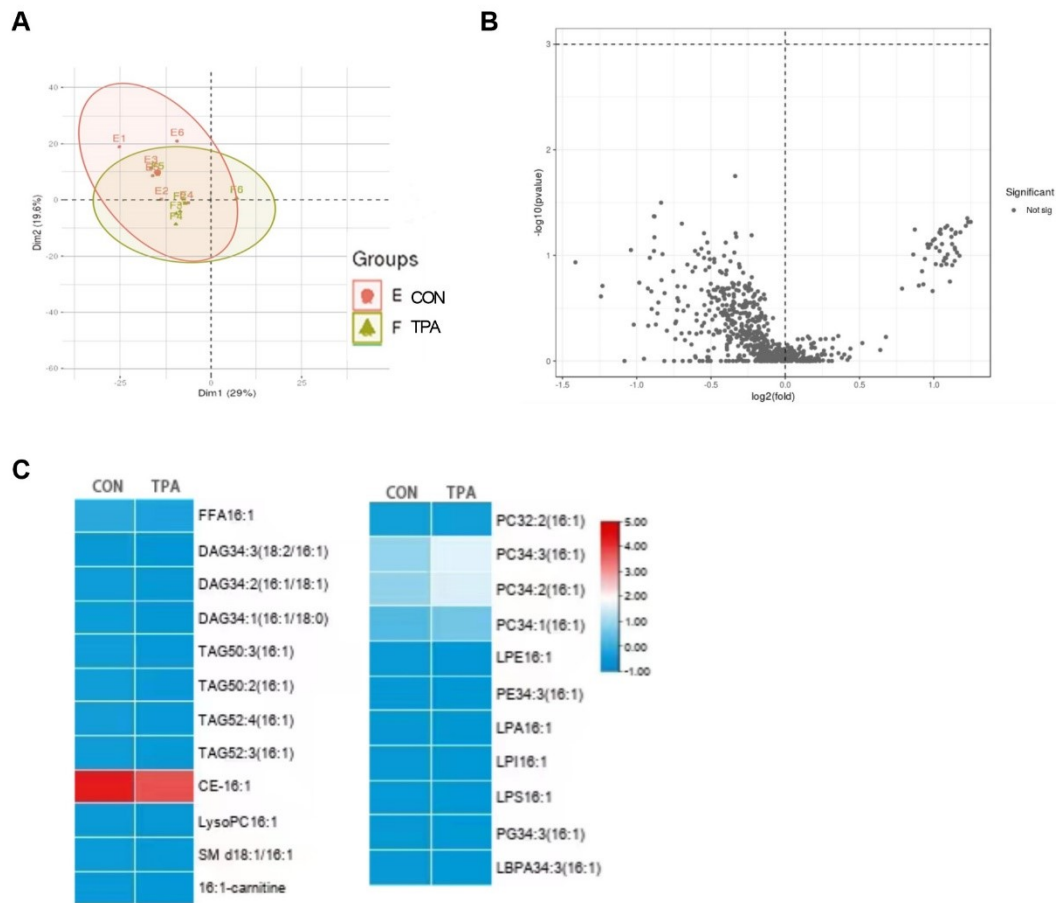 A
40
20
0
-20
-40
-60
Dim2 (19.6%)
E1
E6
E3
E2
E4
F6
-25
0
25
Dim1 (29%)
Groups
E CON
F TPA
B
3
2
1
0
-log10(pvalue)
-1.5
-1.0
-0.5
0.0
0.5
1.0
log2(fold)
Significant
Not sig
C
CON TPA
FFA16:1
DAG34:3(18:2/16:1)
DAG34:2(16:1/18:1)
DAG34:1(16:1/18:0)
TAG50:3(16:1)
TAG50:2(16:1)
TAG52:4(16:1)
TAG52:3(16:1)
CE-16:1
LysoPC16:1
SM d18:1/16:1
16:1-carnitine
CON TPA
PC32:2(16:1)
PC34:3(16:1)
PC34:2(16:1)
PC34:1(16:1)
LPE16:1
PE34:3(16:1)
LPA16:1
LPI16:1
LPS16:1
PG34:3(16:1)
LBPA34:3(16:1)
5.00
4.00
3.00
2.00
1.00
0.00
-1.00